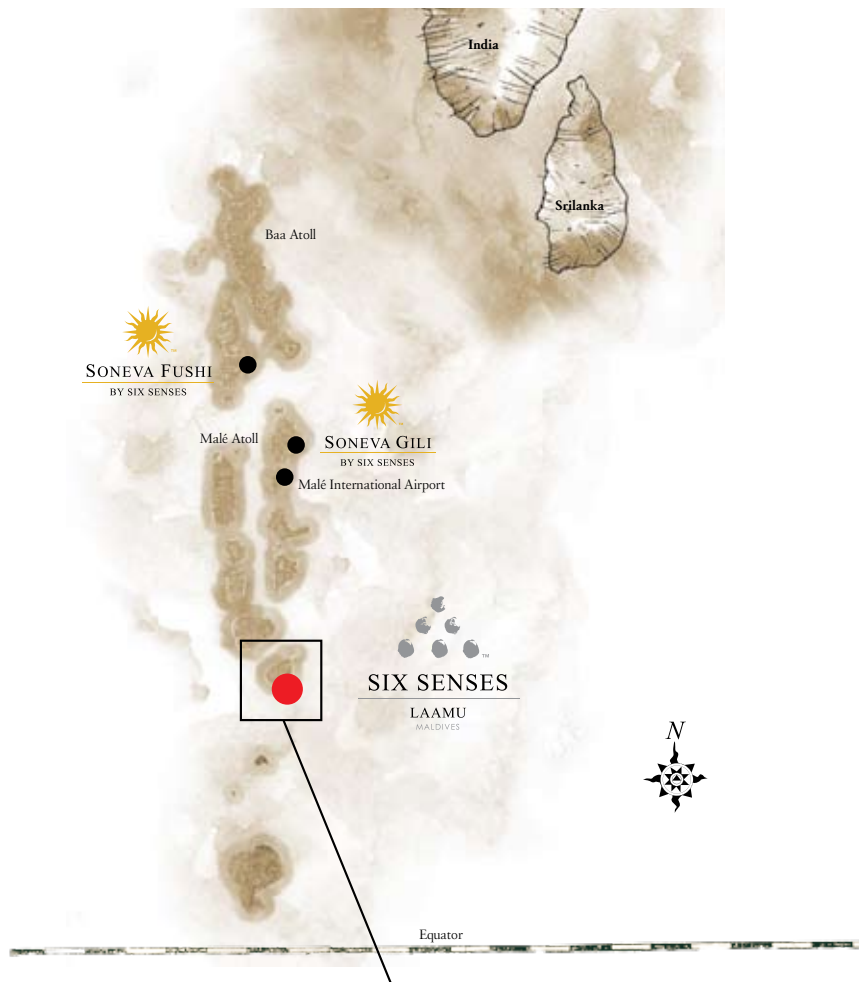 India
Srilanka
Baa Atoll
SONEVA FUSHI
BY SIX SENSES
Malé Atoll
SONEVA GILI
BY SIX SENSES
Malé International Airport
SIX SENSES
LAAMU
MALDIVES
N
Equator